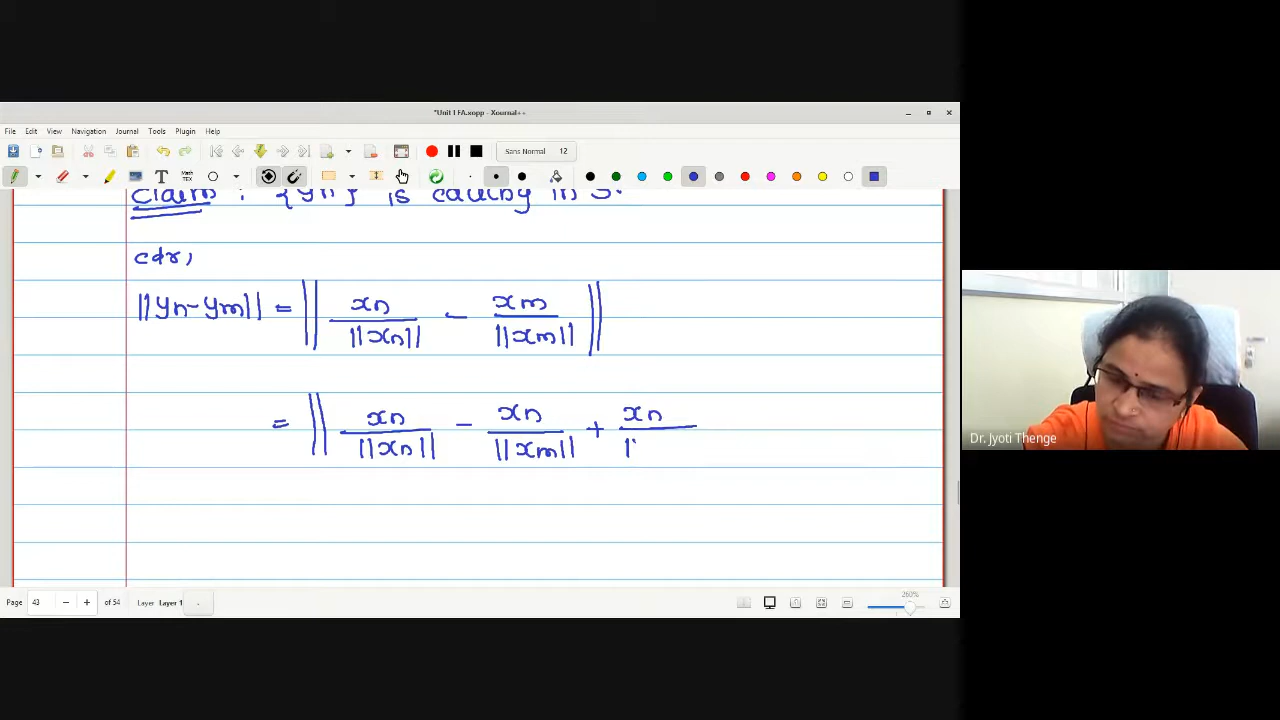 *Unit I FA.xopp - Xournal++
File Edit View Navigation Journal Tools Plugin Help
Sans Normal 12
Claim : {yn} is cauchy in S.
cdr,
||yn-ym|| = || xn/||xn|| - xm/||xm|| ||
= || xn/||xn|| - xn/||xm|| + xn/|
Dr. Jyoti Thenge
Page 43 of 54 Layer Layer 1 260%